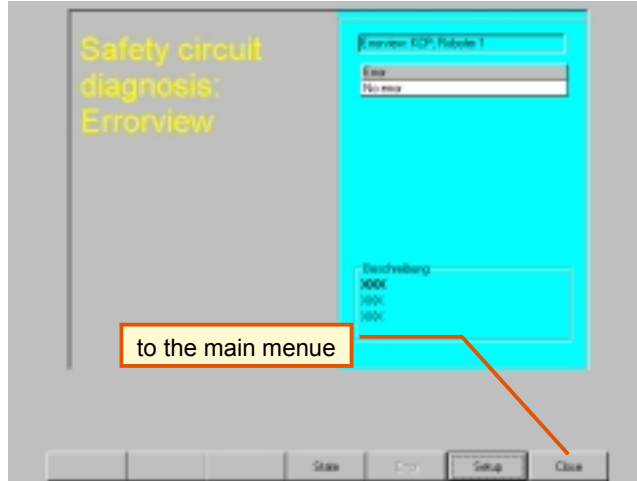 Safety circuit
diagnosis:
Errorview
Errorview: KCP, Roboter 1
Error
No error
Beschreibung
XXX
XXX
XXX
to the main menue
State
Error
Setup
Close